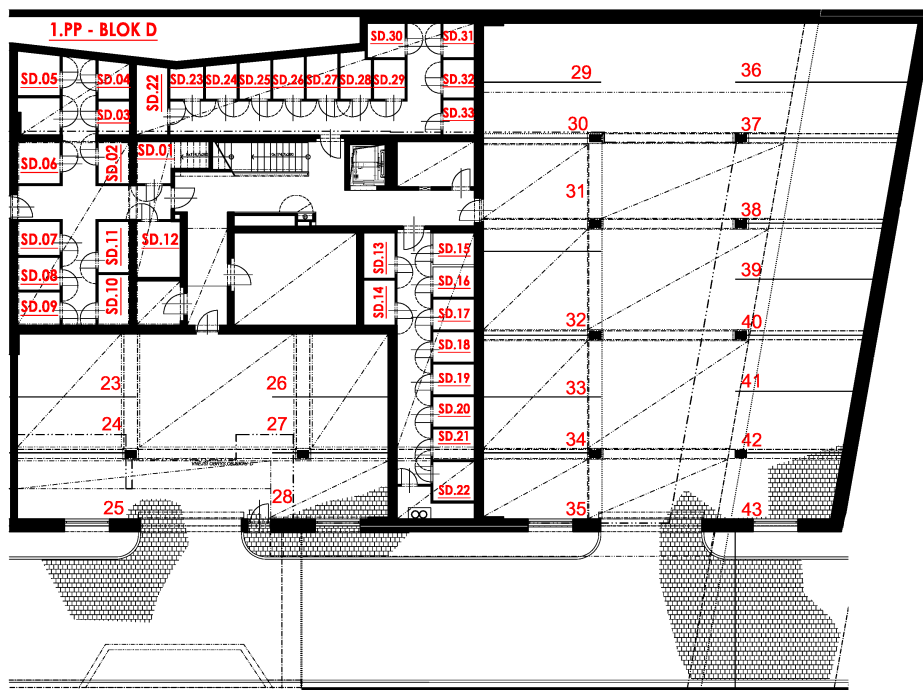 1.PP - BLOK D
SD.30
SD.31
SD.05
SD.04
SD.22
SD.23
SD.24
SD.25
SD.26
SD.27
SD.28
SD.29
SD.32
29
36
SD.03
SD.33
30
37
SD.06
SD.02
SD.01
31
38
SD.07
SD.11
SD.12
SD.13
SD.15
SD.08
SD.16
39
SD.09
SD.10
SD.14
SD.17
32
40
SD.18
23
26
SD.19
33
41
24
27
SD.20
SD.21
34
42
SD.22
25
28
35
43